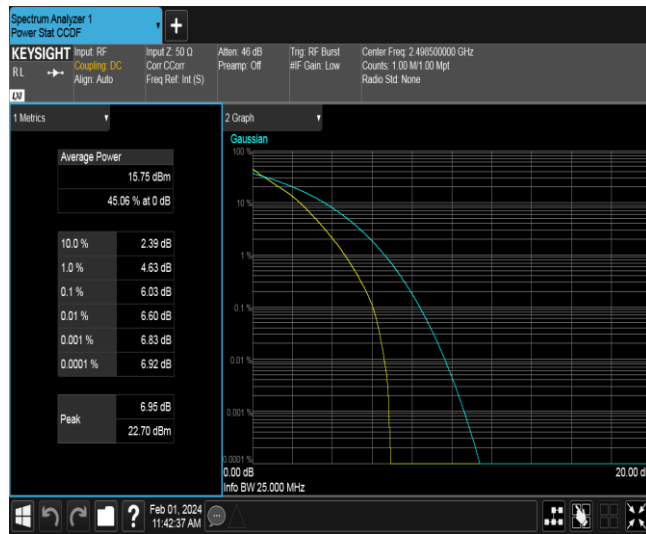 Spectrum Analyzer 1
Power Stat CCDF
+
KEYSIGHT
RL
LXI
Input: RF
Coupling: DC
Align: Auto
Input Z: 50 Ω
Corr CCorr
Freq Ref: Int (S)
Atten: 46 dB
Preamp: Off
Trig: RF Burst
#IF Gain: Low
Center Freq: 2.498500000 GHz
Counts: 1.00 M/1.00 Mpt
Radio Std: None
1 Metrics
Average Power
15.75 dBm
45.06 % at 0 dB
10.0 % 2.39 dB
1.0 % 4.63 dB
0.1 % 6.03 dB
0.01 % 6.60 dB
0.001 % 6.83 dB
0.0001 % 6.92 dB
Peak
6.95 dB
22.70 dBm
2 Graph
Gaussian
100 %
10 %
1 %
0.1 %
0.01 %
0.001 %
0.0001 %
0.00 dB 20.00 d
Info BW 25.000 MHz
?
Feb 01, 2024
11:42:37 AM